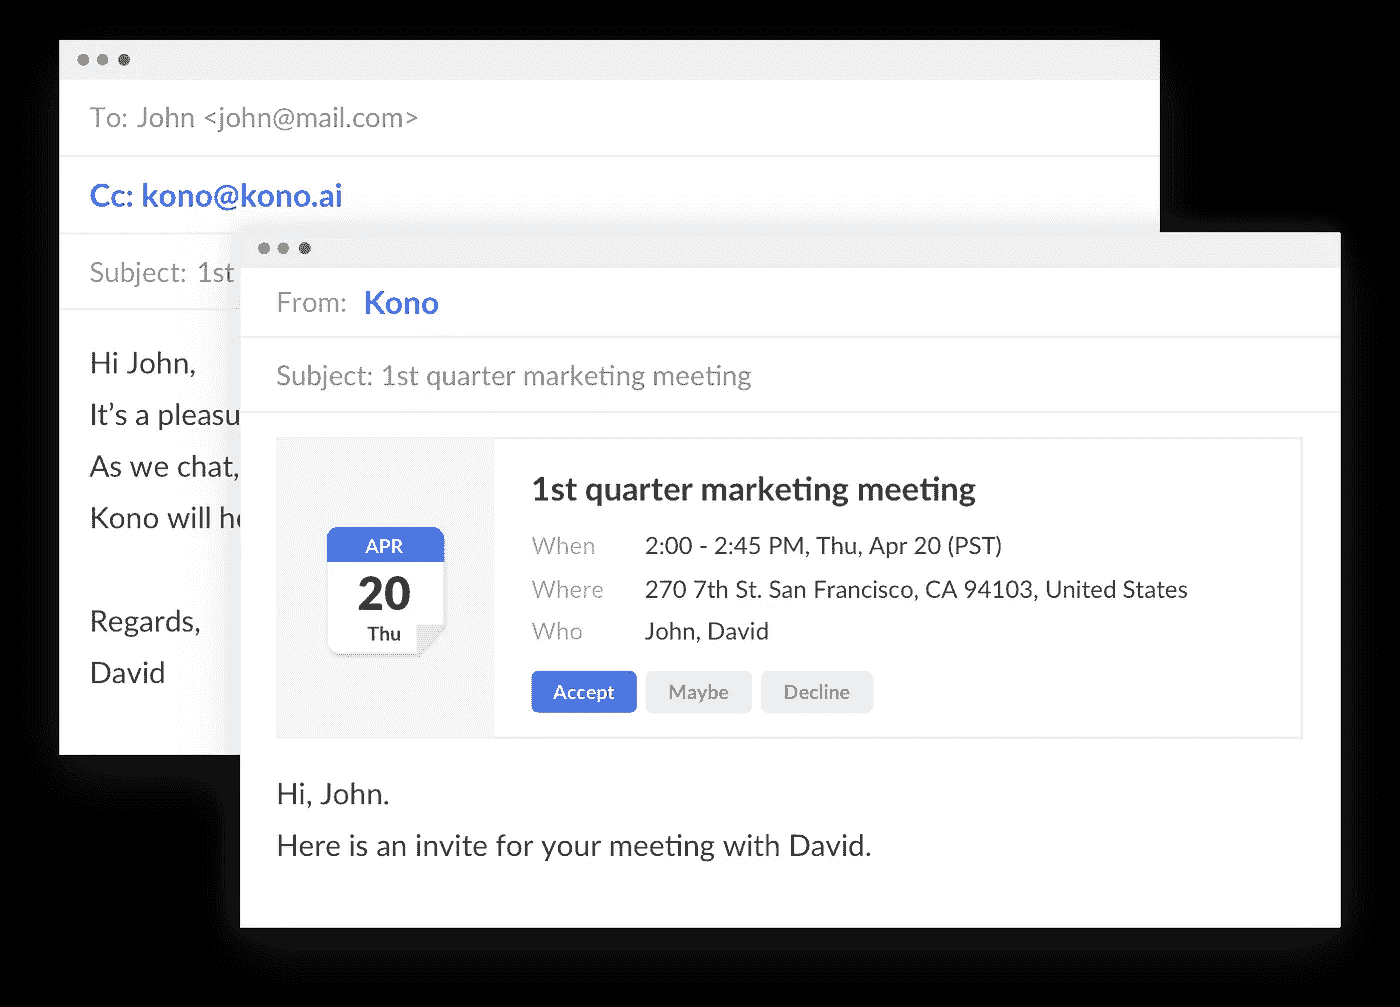 To: John <john@mail.com>
Cc: kono@kono.ai
Subject: 1st
Hi John,
It's a
As we chat,
Kono will
Regards,
David
From: Kono
Subject: 1st quarter marketing meeting
APR
20
Thu
1st quarter marketing meeting
When 2:00 - 2:45 PM, Thu, Apr 20 (PST)
Where 270 7th St. San Francisco, CA 94103, United States
Who John, David
Accept Maybe Decline
Hi, John.
Here is an invite for your meeting with David.